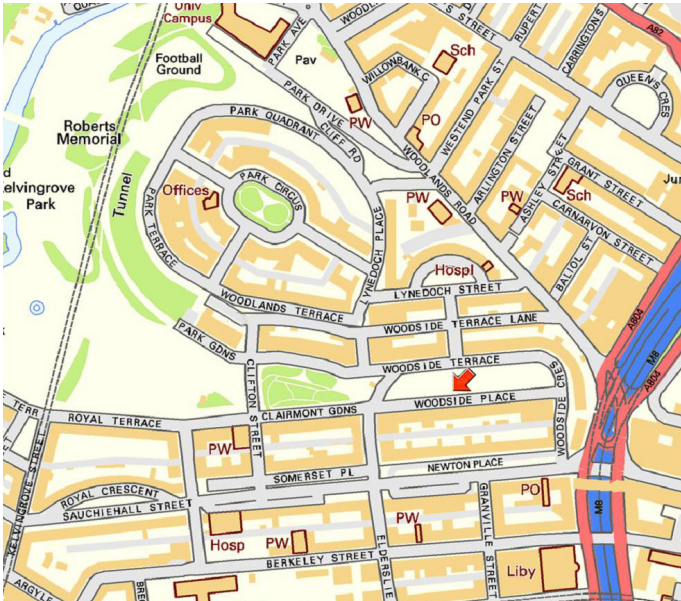 Univ
Campus
PARK AVE
Pav
Football
Ground
WILLOWBANK C
Sch
STREET
RUPERT
CARRINGTON S
A82
QUEEN'S CRES
PARK DRIVE
PW
PO
WESTEND PARK ST
PARK QUADRANT
CLIFF RD
WOODLANDS ROAD
ARLINGTON STREET
ASHLEY STREET
GRANT STREET
Roberts
Memorial
elvingrove
Park
Tunnel
Offices
PARK CIRCUS
PARK TERRACE
PW
PW
Sch
CARNARVON STREET
BALIOL ST
LYNEDOCH PLACE
Hospl
LYNEDOCH STREET
WOODLANDS TERRACE
WOODSIDE TERRACE LANE
A804
M8
A804
PARK GDNS
WOODSIDE TERRACE
WOODSIDE CRES
CLIFTON STREET
WOODSIDE PLACE
TERR
ROYAL TERRACE
CLAIRMONT GDNS
PW
NEWTON PLACE
SOMERSET PL
KELVINGROVE STREET
ROYAL CRESCENT
SAUCHIEHALL STREET
GRANVILLE STREET
PO
M8
Hosp
PW
PW
BERKELEY STREET
ELDERSLIE
Liby
ARGYLE